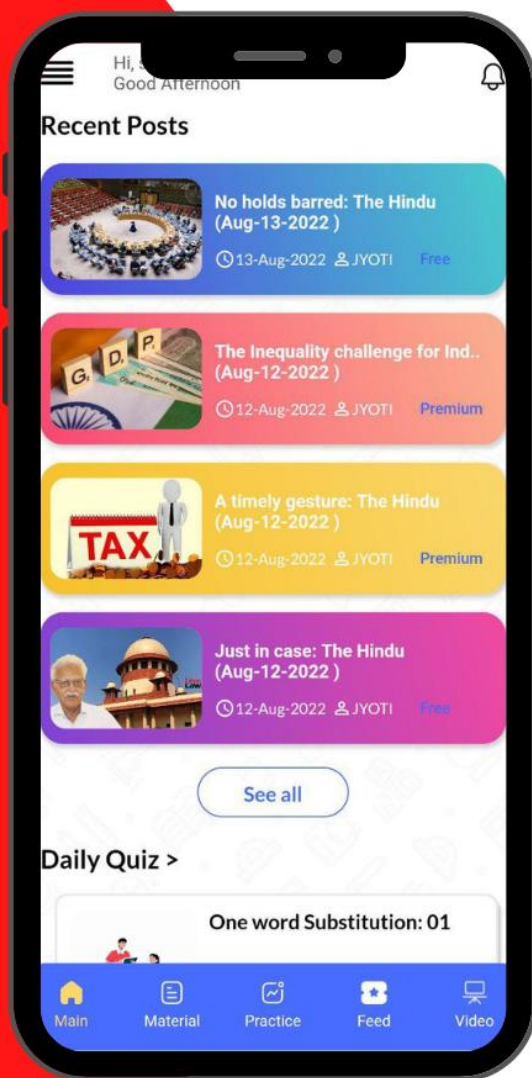 Hi,
Good Afternoon
Recent Posts
No holds barred: The Hindu
(Aug-13-2022 )
13-Aug-2022 JYOTI Free
G D P
The Inequality challenge for Ind..
(Aug-12-2022 )
12-Aug-2022 JYOTI Premium
TAX
A timely gesture: The Hindu
(Aug-12-2022 )
12-Aug-2022 JYOTI Premium
Just in case: The Hindu
(Aug-12-2022 )
12-Aug-2022 JYOTI Free
See all
Daily Quiz >
One word Substitution: 01
Main Material Practice Feed Video